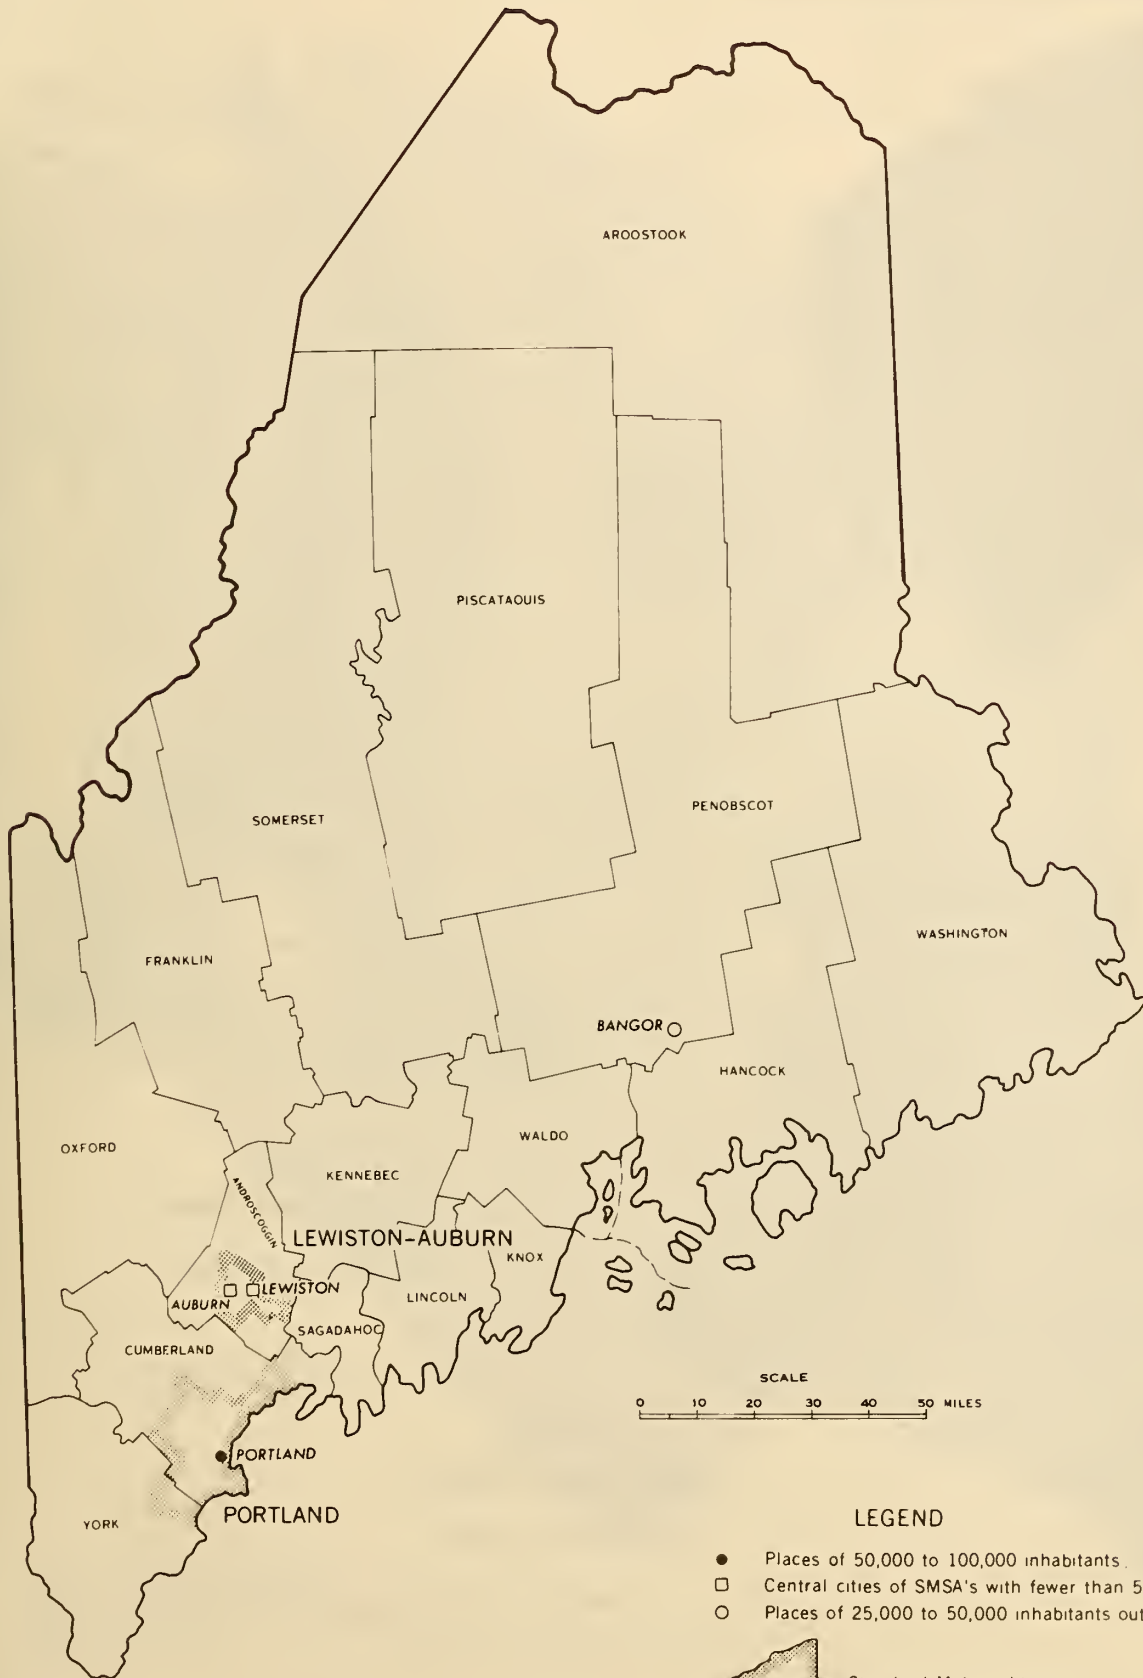 AROOSTOOK
PISCATAQUIS
PENOBSCOT
SOMERSET
WASHINGTON
FRANKLIN
BANGOR
HANCOCK
OXFORD
WALDO
KENNEBEC
ANDROSCOGGIN
LEWISTON-AUBURN
KNOX
LEWISTON
AUBURN
LINCOLN
SAGADAHOC
CUMBERLAND
SCALE
0 10 20 30 40 50 MILES
PORTLAND
PORTLAND
YORK
LEGEND
Places of 50,000 to 100,000 inhabitants
Central cities of SMSA's with fewer than
Places of 25,000 to 50,000 inhabitants